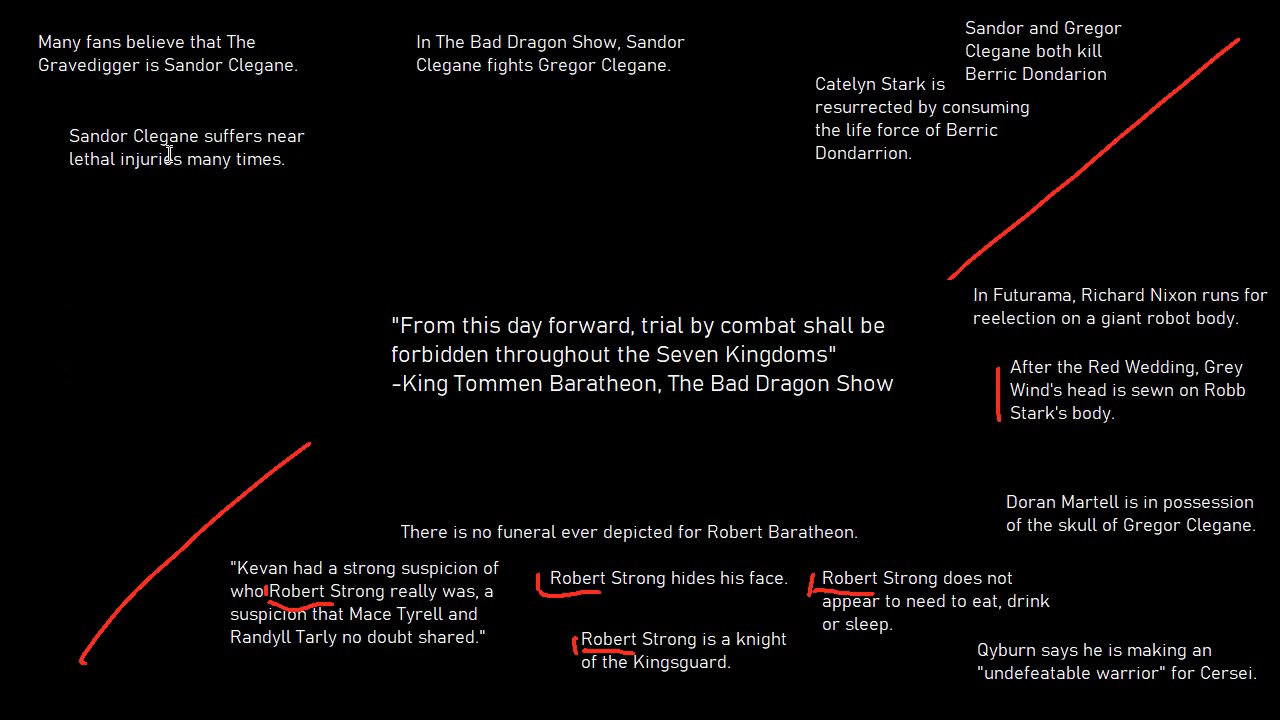 Many fans believe that The
Gravedigger is Sandor Clegane.
In The Bad Dragon Show, Sandor
Clegane fights Gregor Clegane.
Sandor and Gregor
Clegane both kill
Berric Dondarion
Catelyn Stark is
resurrected by consuming
the life force of Berric
Dondarrion.
Sandor Clegane suffers near
lethal injuries many times.
In Futurama, Richard Nixon runs for
reelection on a giant robot body.
"From this day forward, trial by combat shall be
forbidden throughout the Seven Kingdoms"
-King Tommen Baratheon, The Bad Dragon Show
After the Red Wedding, Grey
Wind's head is sewn on Robb
Stark's body.
Doran Martell is in possession
of the skull of Gregor Clegane.
There is no funeral ever depicted for Robert Baratheon.
"Kevan had a strong suspicion of
who Robert Strong really was, a
suspicion that Mace Tyrell and
Randyll Tarly no doubt shared."
Robert Strong hides his face.
Robert Strong does not
appear to need to eat, drink
or sleep.
Robert Strong is a knight
of the Kingsguard.
Qyburn says he is making an
"undefeatable warrior" for Cersei.